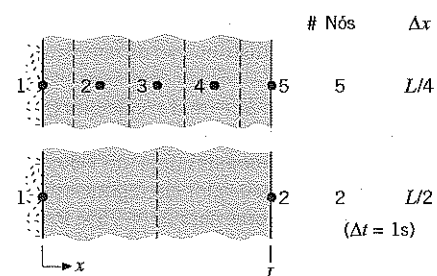 # Nós Δx
1 2 3 4 5 5 L/4
1 2 2 L/2
(Δt = 1s)
x L